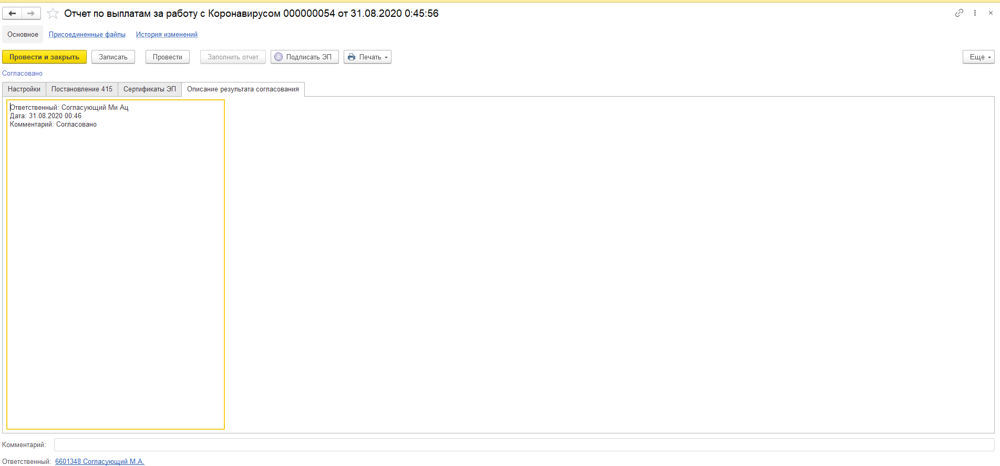 Отчет по выплатам за работу с Коронавирусом 000000054 от 31.08.2020 0:45:56
Основное Присоединенные файлы История изменений
Провести и закрыть Записать Провести Заполнить отчет Подписать ЭП Печать Еще
Согласовано
Настройки Постановление 415 Сертификаты ЭП Описание результата согласования
Ответственный: Согласующий Ми Ац
Дата: 31.08.2020 00:46
Комментарий: Согласовано
Комментарий:
Ответственный: 6601348 Согласующий М.А.